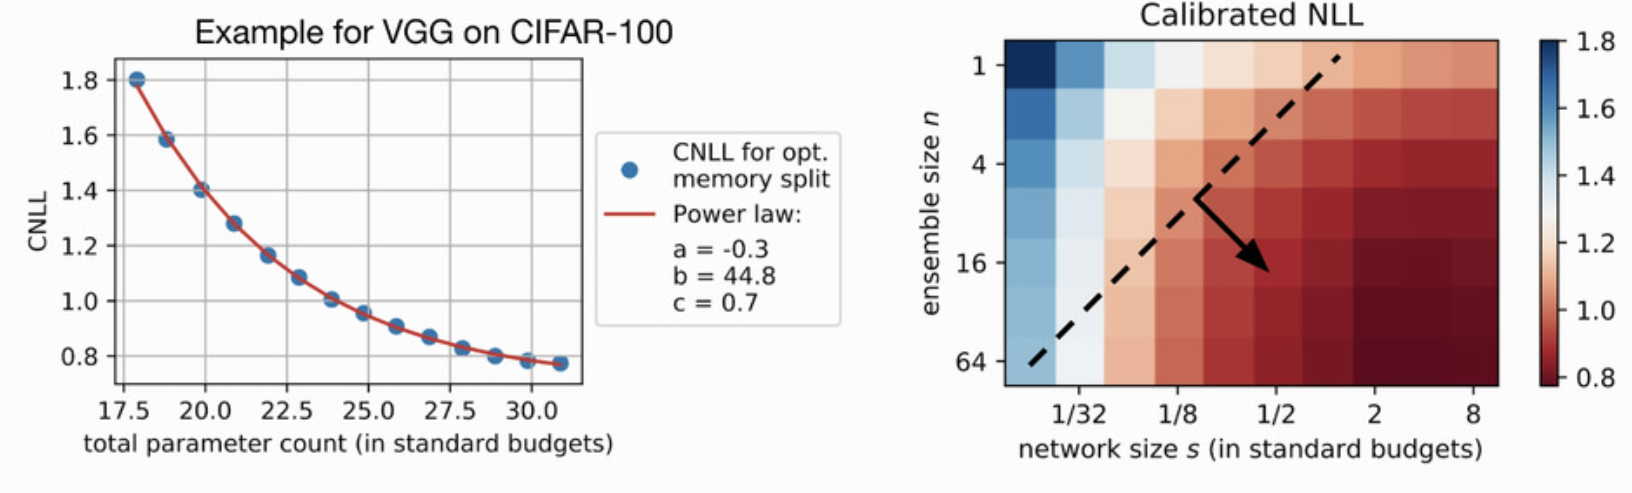 Example for VGG on CIFAR-100
CNLL
1.8
1.6
1.4
1.2
1.0
0.8
17.5 20.0 22.5 25.0 27.5 30.0
total parameter count (in standard budgets)
CNLL for opt.
memory split
Power law:
a = -0.3
b = 44.8
c = 0.7
Calibrated NLL
ensemble size n
1
4
16
64
1/32 1/8 1/2 2 8
network size s (in standard budgets)
1.8
1.6
1.4
1.2
1.0
0.8